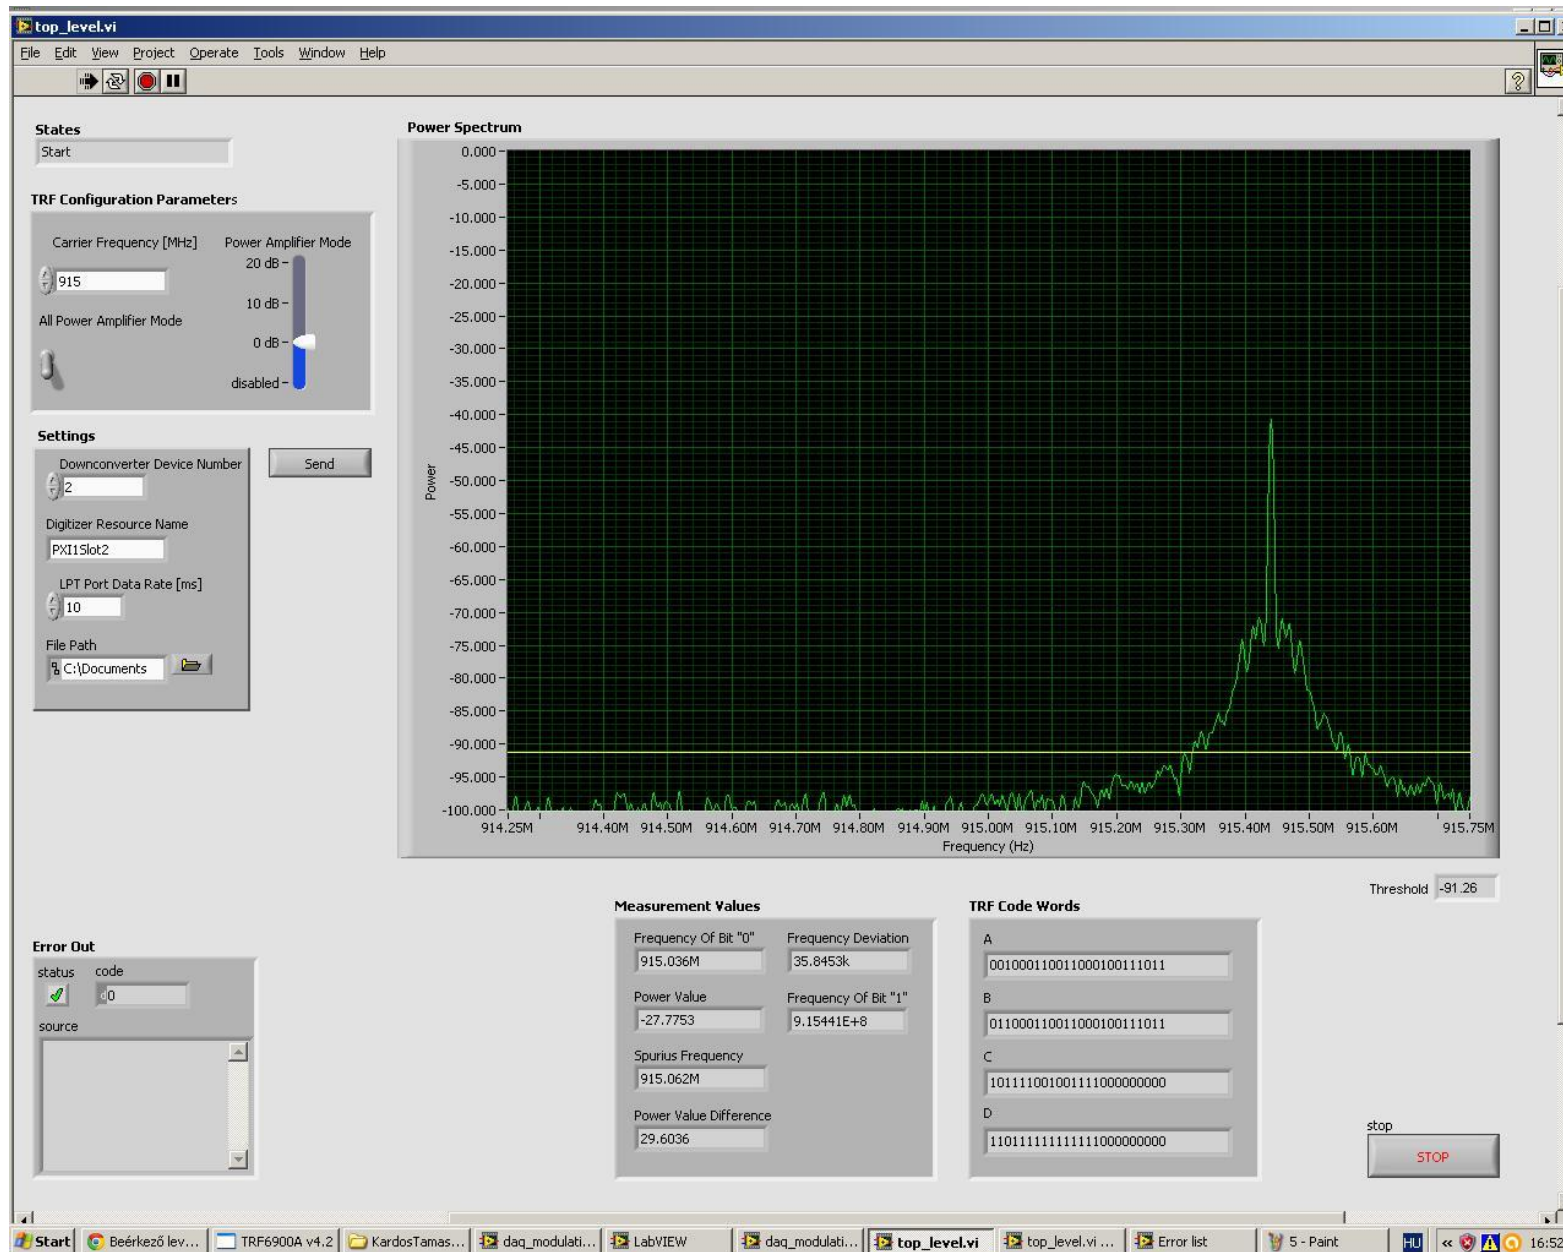 top_level.vi
File Edit View Project Operate Tools Window Help
States
Start
TRF Configuration Parameters
Carrier Frequency [MHz]
915
All Power Amplifier Mode
Power Amplifier Mode
20 dB
10 dB
0 dB
disabled
Settings
Downconverter Device Number
2
Digitizer Resource Name
PXI1Slot2
LPT Port Data Rate [ms]
10
File Path
C:\Documents
Send
Power Spectrum
0.000
-5.000
-10.000
-15.000
-20.000
-25.000
-30.000
-35.000
-40.000
-45.000
-50.000
-55.000
-60.000
-65.000
-70.000
-75.000
-80.000
-85.000
-90.000
-95.000
-100.000
Power
914.25M 914.40M 914.50M 914.60M 914.70M 914.80M 914.90M 915.00M 915.10M 915.20M 915.30M 915.40M 915.50M 915.60M 915.75M
Frequency (Hz)
Threshold -91.26
Error Out
status code
d0
source
Measurement Values
Frequency Of Bit "0" Frequency Deviation
915.036M 35.8453k
Power Value Frequency Of Bit "1"
-27.7753 9.15441E+8
Spurius Frequency
915.062M
Power Value Difference
29.6036
TRF Code Words
A
001000110011000100111011
B
011000110011000100111011
C
101111001001111000000000
D
110111111111111000000000
stop
STOP
Start Beérkező lev... TRF6900A v4.2 KardosTamas... daq_modulati... LabVIEW daq_modulati... top_level.vi top_level.vi ... Error list 5 - Paint HU « 16:52